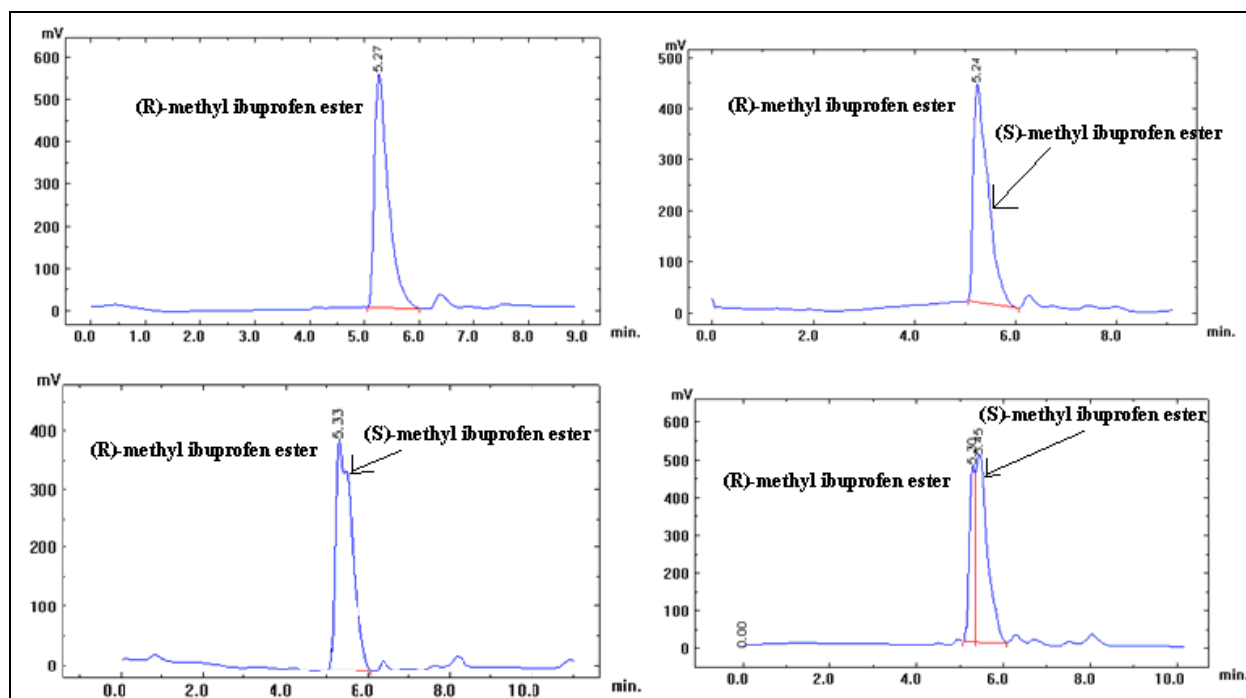 mV
600
500
400
300
200
100
0
5.27
(R)-methyl ibuprofen ester
0.0 1.0 2.0 3.0 4.0 5.0 6.0 7.0 8.0 9.0 min.
mV
500
400
300
200
100
0
5.24
(R)-methyl ibuprofen ester
(S)-methyl ibuprofen ester
0.0 2.0 4.0 6.0 8.0 min.
mV
400
300
200
100
0
5.33
(S)-methyl ibuprofen ester
(R)-methyl ibuprofen ester
0.0 2.0 4.0 6.0 8.0 10.0 min.
mV
600
500
400
300
200
100
0
0.00
5.30
5.45
(S)-methyl ibuprofen ester
(R)-methyl ibuprofen ester
0.0 2.0 4.0 6.0 8.0 10.0 min.